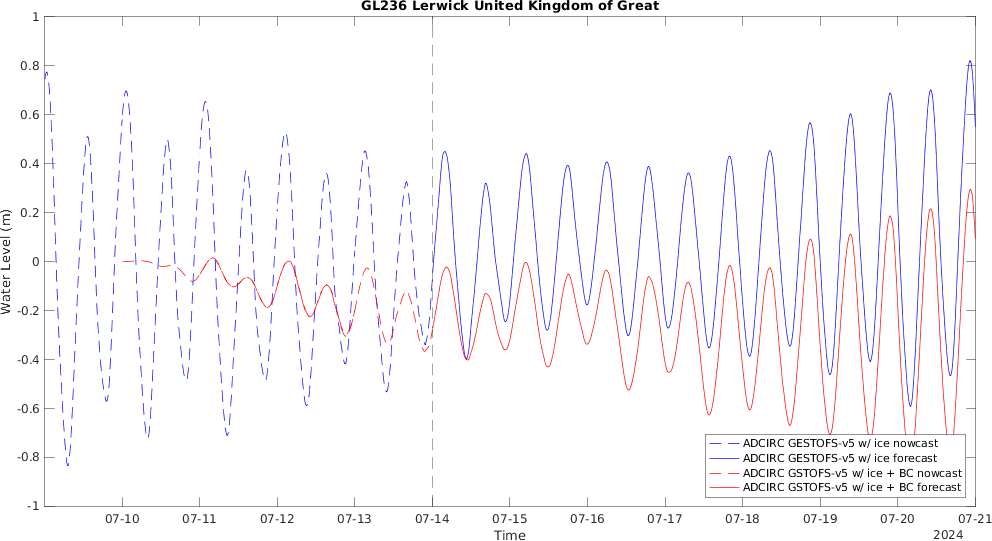 GL236 Lerwick United Kingdom of Great
1
0.8
0.6
0.4
0.2
0
-0.2
-0.4
-0.6
-0.8
-1
Water Level (m)
ADCIRC GESTOFS-v5 w/ ice nowcast
ADCIRC GESTOFS-v5 w/ ice forecast
ADCIRC GSTOFS-v5 w/ ice + BC nowcast
ADCIRC GSTOFS-v5 w/ ice + BC forecast
07-10 07-11 07-12 07-13 07-14 07-15 07-16 07-17 07-18 07-19 07-20 07-21
Time
2024